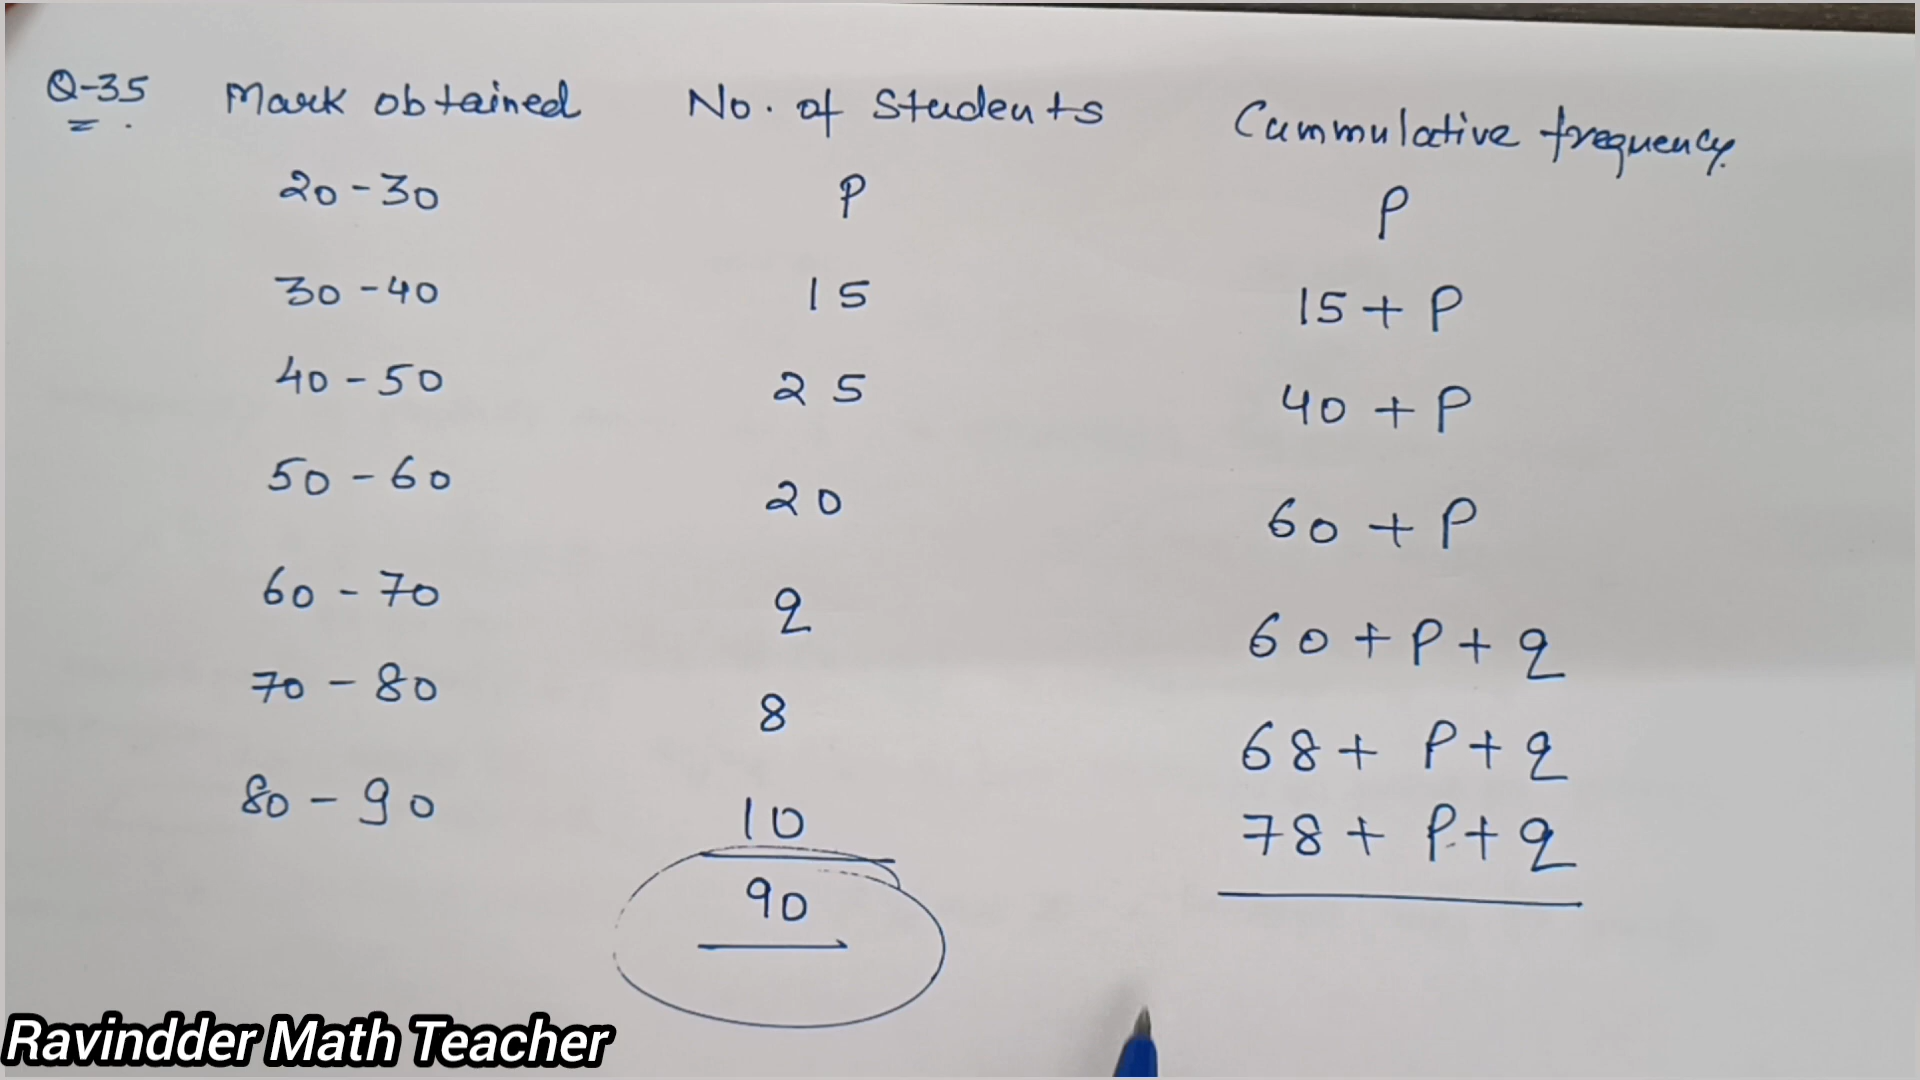 Q-35 Mark obtained No. of Students Cummulative frequency
20-30 P P
30-40 15 15+P
40-50 25 40+P
50-60 20 60+P
60-70 q 60+P+q
70-80 8 68+P+q
80-90 10 78+P+q
90
Ravindder Math Teacher